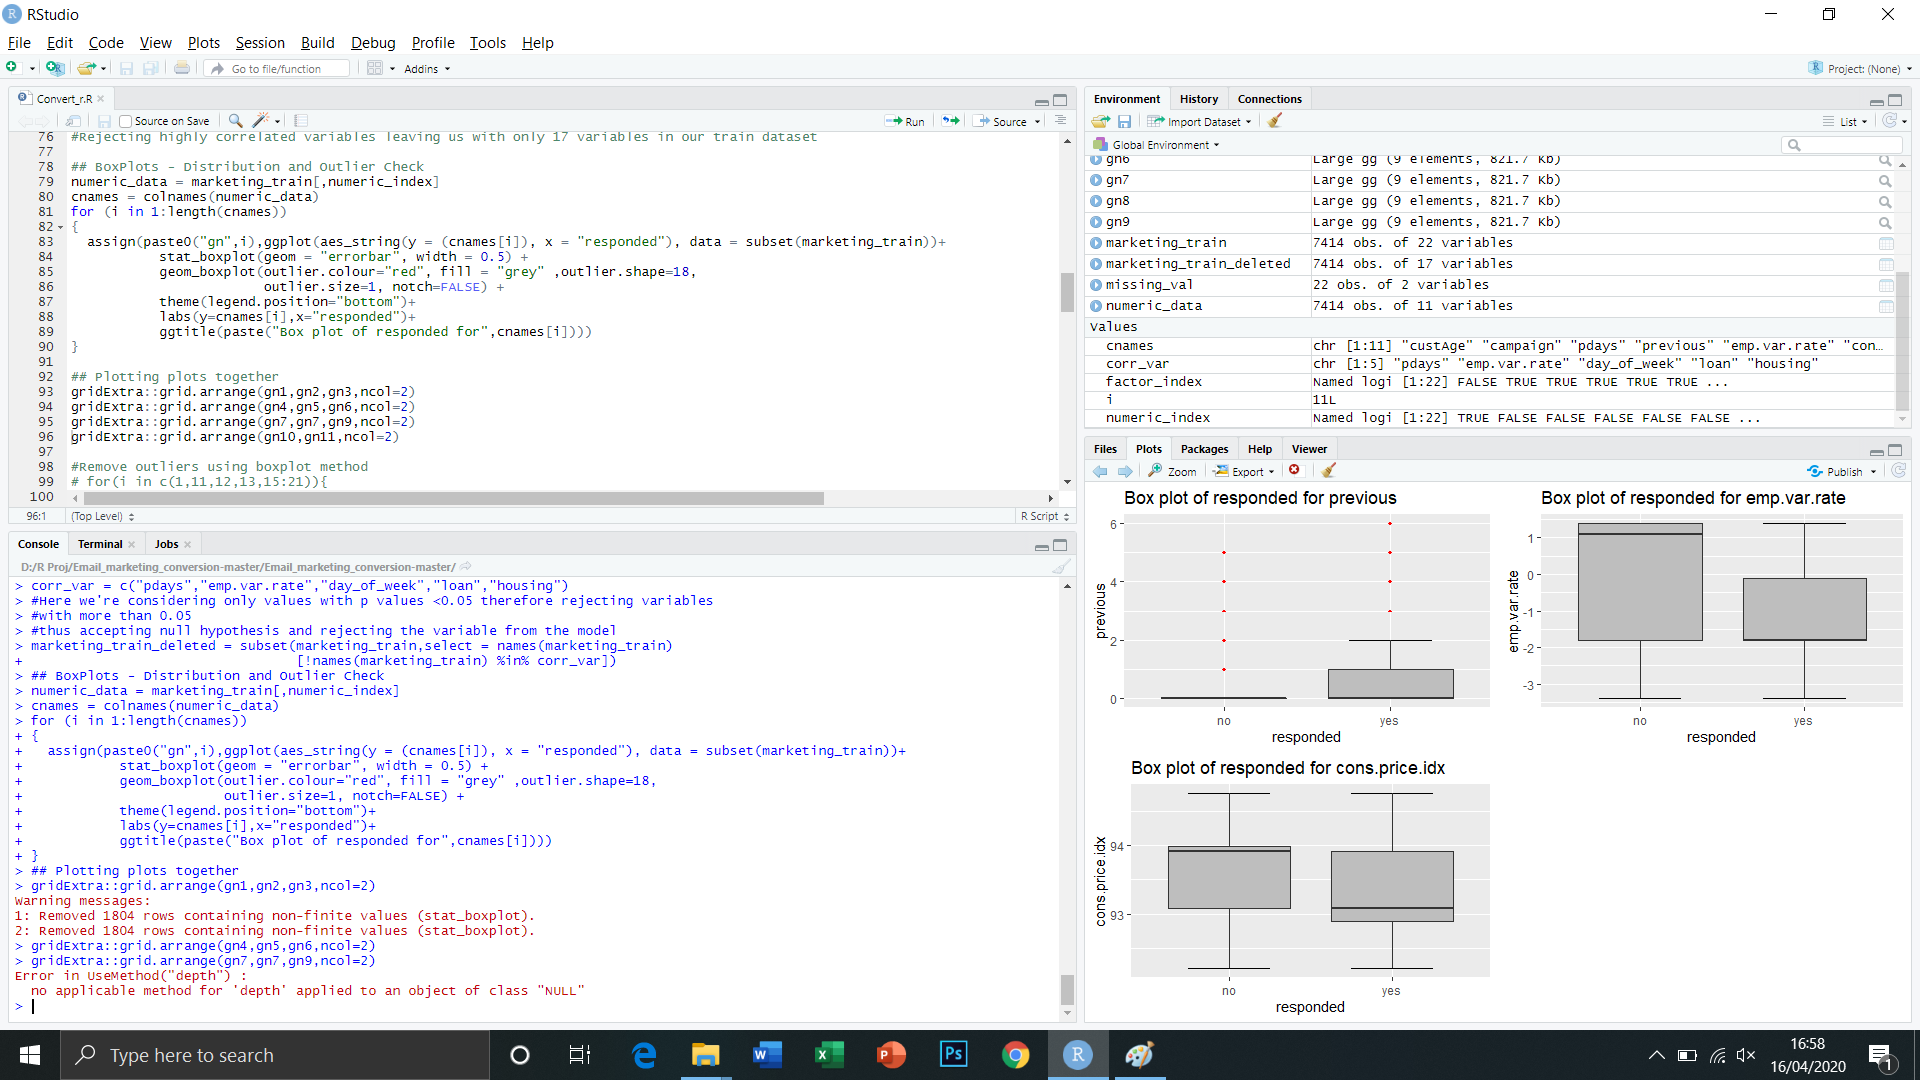 RStudio
File Edit Code View Plots Session Build Debug Profile Tools Help
Go to file/function Addins Project: (None)
Convert_r.R
Source on Save Run Source
76 #Rejecting highly correlated variables leaving us with only 17 variables in our train dataset
77
78 ## BoxPlots - Distribution and Outlier Check
79 numeric_data = marketing_train[,numeric_index]
80 cnames = colnames(numeric_data)
81 for (i in 1:length(cnames))
82 {
83 assign(paste0("gn",i),ggplot(aes_string(y = (cnames[i]), x = "responded"), data = subset(marketing_train))+
84 stat_boxplot(geom = "errorbar", width = 0.5) +
85 geom_boxplot(outlier.colour="red", fill = "grey" ,outlier.shape=18,
86 outlier.size=1, notch=FALSE) +
87 theme(legend.position="bottom")+
88 labs(y=cnames[i],x="responded")+
89 ggtitle(paste("Box plot of responded for",cnames[i])))
90 }
91
92 ## Plotting plots together
93 gridExtra::grid.arrange(gn1,gn2,gn3,ncol=2)
94 gridExtra::grid.arrange(gn4,gn5,gn6,ncol=2)
95 gridExtra::grid.arrange(gn7,gn7,gn9,ncol=2)
96 gridExtra::grid.arrange(gn10,gn11,ncol=2)
97
98 #Remove outliers using boxplot method
99 # for(i in c(1,11,12,13,15:21)){
100
96:1 (Top Level) R Script
Console Terminal Jobs
D:/R Proj/Email_marketing_conversion-master/Email_marketing_conversion-master/
> corr_var = c("pdays","emp.var.rate","day_of_week","loan","housing")
> #Here we're considering only values with p values <0.05 therefore rejecting variables
> #with more than 0.05
> #thus accepting null hypothesis and rejecting the variable from the model
> marketing_train_deleted = subset(marketing_train,select = names(marketing_train)
+ [!names(marketing_train) %in% corr_var])
> ## BoxPlots - Distribution and Outlier Check
> numeric_data = marketing_train[,numeric_index]
> cnames = colnames(numeric_data)
> for (i in 1:length(cnames))
+ {
+ assign(paste0("gn",i),ggplot(aes_string(y = (cnames[i]), x = "responded"), data = subset(marketing_train))+
+ stat_boxplot(geom = "errorbar", width = 0.5) +
+ geom_boxplot(outlier.colour="red", fill = "grey" ,outlier.shape=18,
+ outlier.size=1, notch=FALSE) +
+ theme(legend.position="bottom")+
+ labs(y=cnames[i],x="responded")+
+ ggtitle(paste("Box plot of responded for",cnames[i])))
+ }
> ## Plotting plots together
> gridExtra::grid.arrange(gn1,gn2,gn3,ncol=2)
Warning messages:
1: Removed 1804 rows containing non-finite values (stat_boxplot).
2: Removed 1804 rows containing non-finite values (stat_boxplot).
> gridExtra::grid.arrange(gn4,gn5,gn6,ncol=2)
> gridExtra::grid.arrange(gn7,gn7,gn9,ncol=2)
Error in UseMethod("depth") :
no applicable method for 'depth' applied to an object of class "NULL"
>
Environment History Connections
Import Dataset List
Global Environment
gn6 Large gg (9 elements, 821.7 Kb)
gn7 Large gg (9 elements, 821.7 Kb)
gn8 Large gg (9 elements, 821.7 Kb)
gn9 Large gg (9 elements, 821.7 Kb)
marketing_train 7414 obs. of 22 variables
marketing_train_deleted 7414 obs. of 17 variables
missing_val 22 obs. of 2 variables
numeric_data 7414 obs. of 11 variables
Values
cnames chr [1:11] "custAge" "campaign" "pdays" "previous" "emp.var.rate" "con…
corr_var chr [1:5] "pdays" "emp.var.rate" "day_of_week" "loan" "housing"
factor_index Named logi [1:22] FALSE TRUE TRUE TRUE TRUE TRUE ...
i 11L
numeric_index Named logi [1:22] TRUE FALSE FALSE FALSE FALSE FALSE ...
Files Plots Packages Help Viewer
Zoom Export Publish
Box plot of responded for previous
previous
6
4
2
0
no yes
responded
Box plot of responded for emp.var.rate
emp.var.rate
1
0
-1
-2
-3
no yes
responded
Box plot of responded for cons.price.idx
cons.price.idx
94
93
no yes
responded
Type here to search
16:58
16/04/2020
1